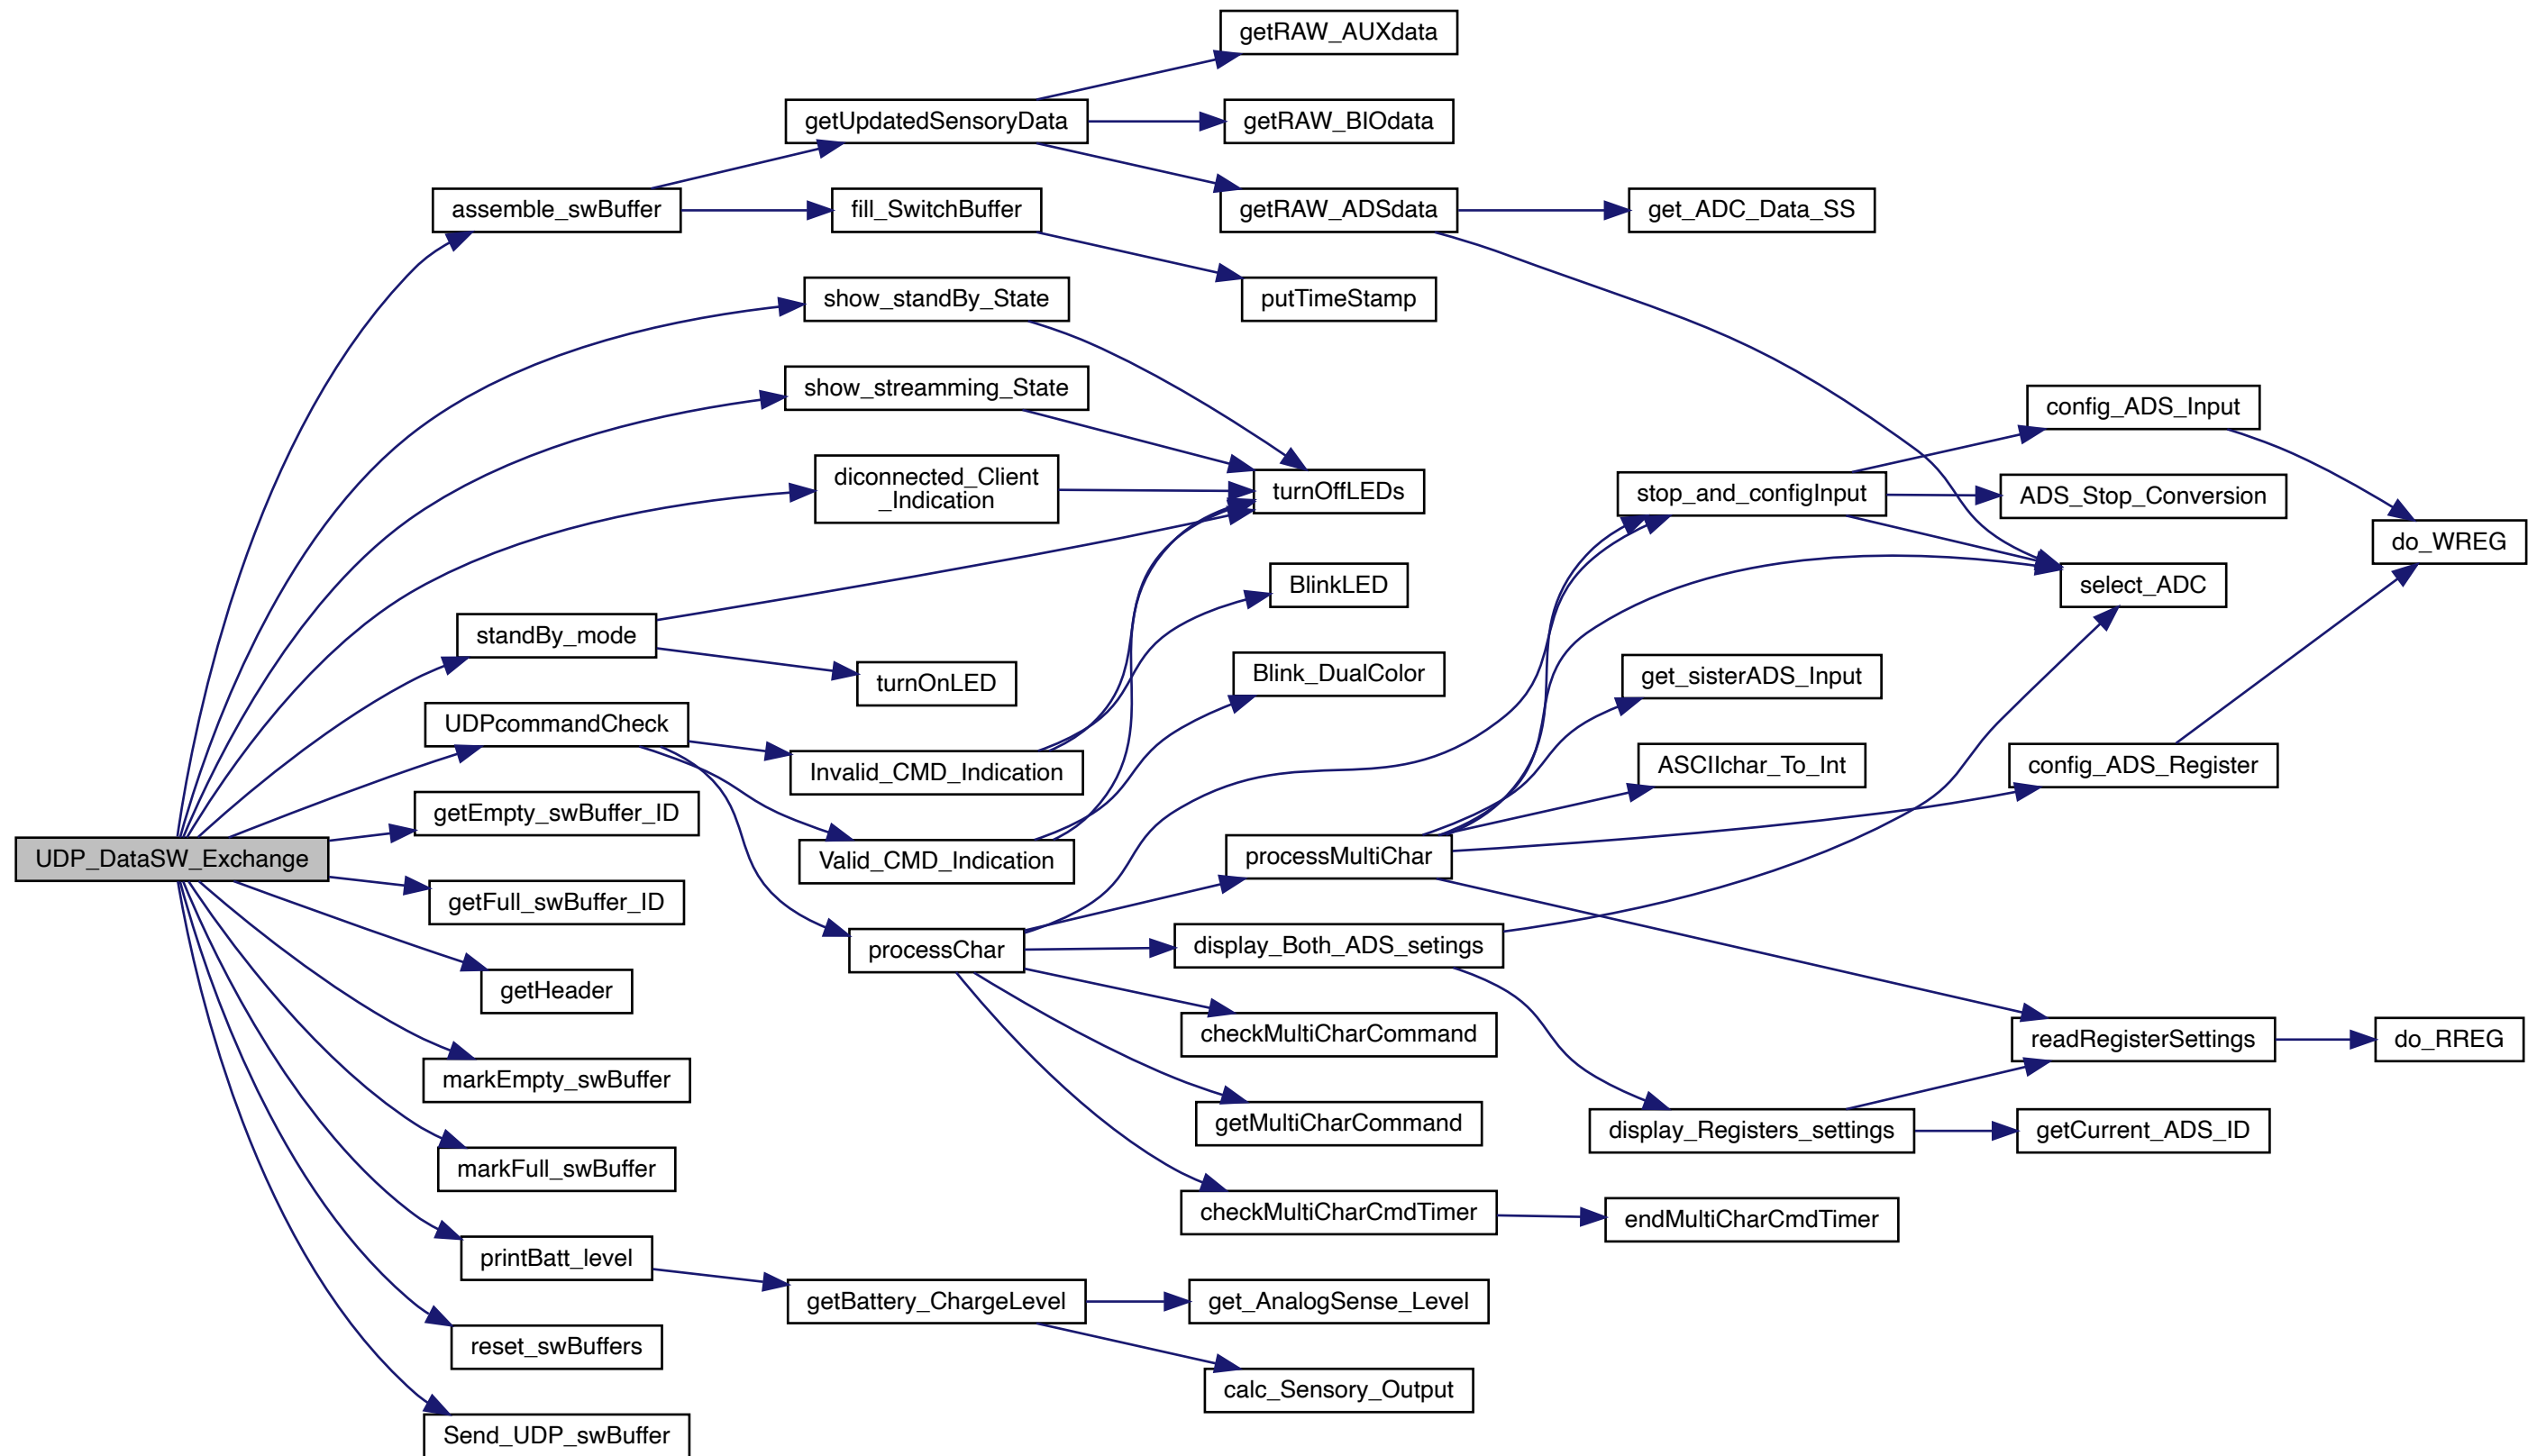 getRAW_AUXdata
getUpdatedSensoryData
getRAW_BIOdata
assemble_swBuffer
fill_SwitchBuffer
getRAW_ADSdata
get_ADC_Data_SS
show_standBy_State
putTimeStamp
show_streamming_State
config_ADS_Input
diconnected_Client
_Indication
turnOffLEDs
stop_and_configInput
ADS_Stop_Conversion
do_WREG
BlinkLED
select_ADC
standBy_mode
turnOnLED
Blink_DualColor
get_sisterADS_Input
UDPcommandCheck
Invalid_CMD_Indication
ASCIIchar_To_Int
config_ADS_Register
getEmpty_swBuffer_ID
UDP_DataSW_Exchange
Valid_CMD_Indication
processMultiChar
getFull_swBuffer_ID
processChar
display_Both_ADS_setings
getHeader
checkMultiCharCommand
readRegisterSettings
do_RREG
markEmpty_swBuffer
getMultiCharCommand
display_Registers_settings
getCurrent_ADS_ID
markFull_swBuffer
checkMultiCharCmdTimer
endMultiCharCmdTimer
printBatt_level
getBattery_ChargeLevel
get_AnalogSense_Level
reset_swBuffers
calc_Sensory_Output
Send_UDP_swBuffer